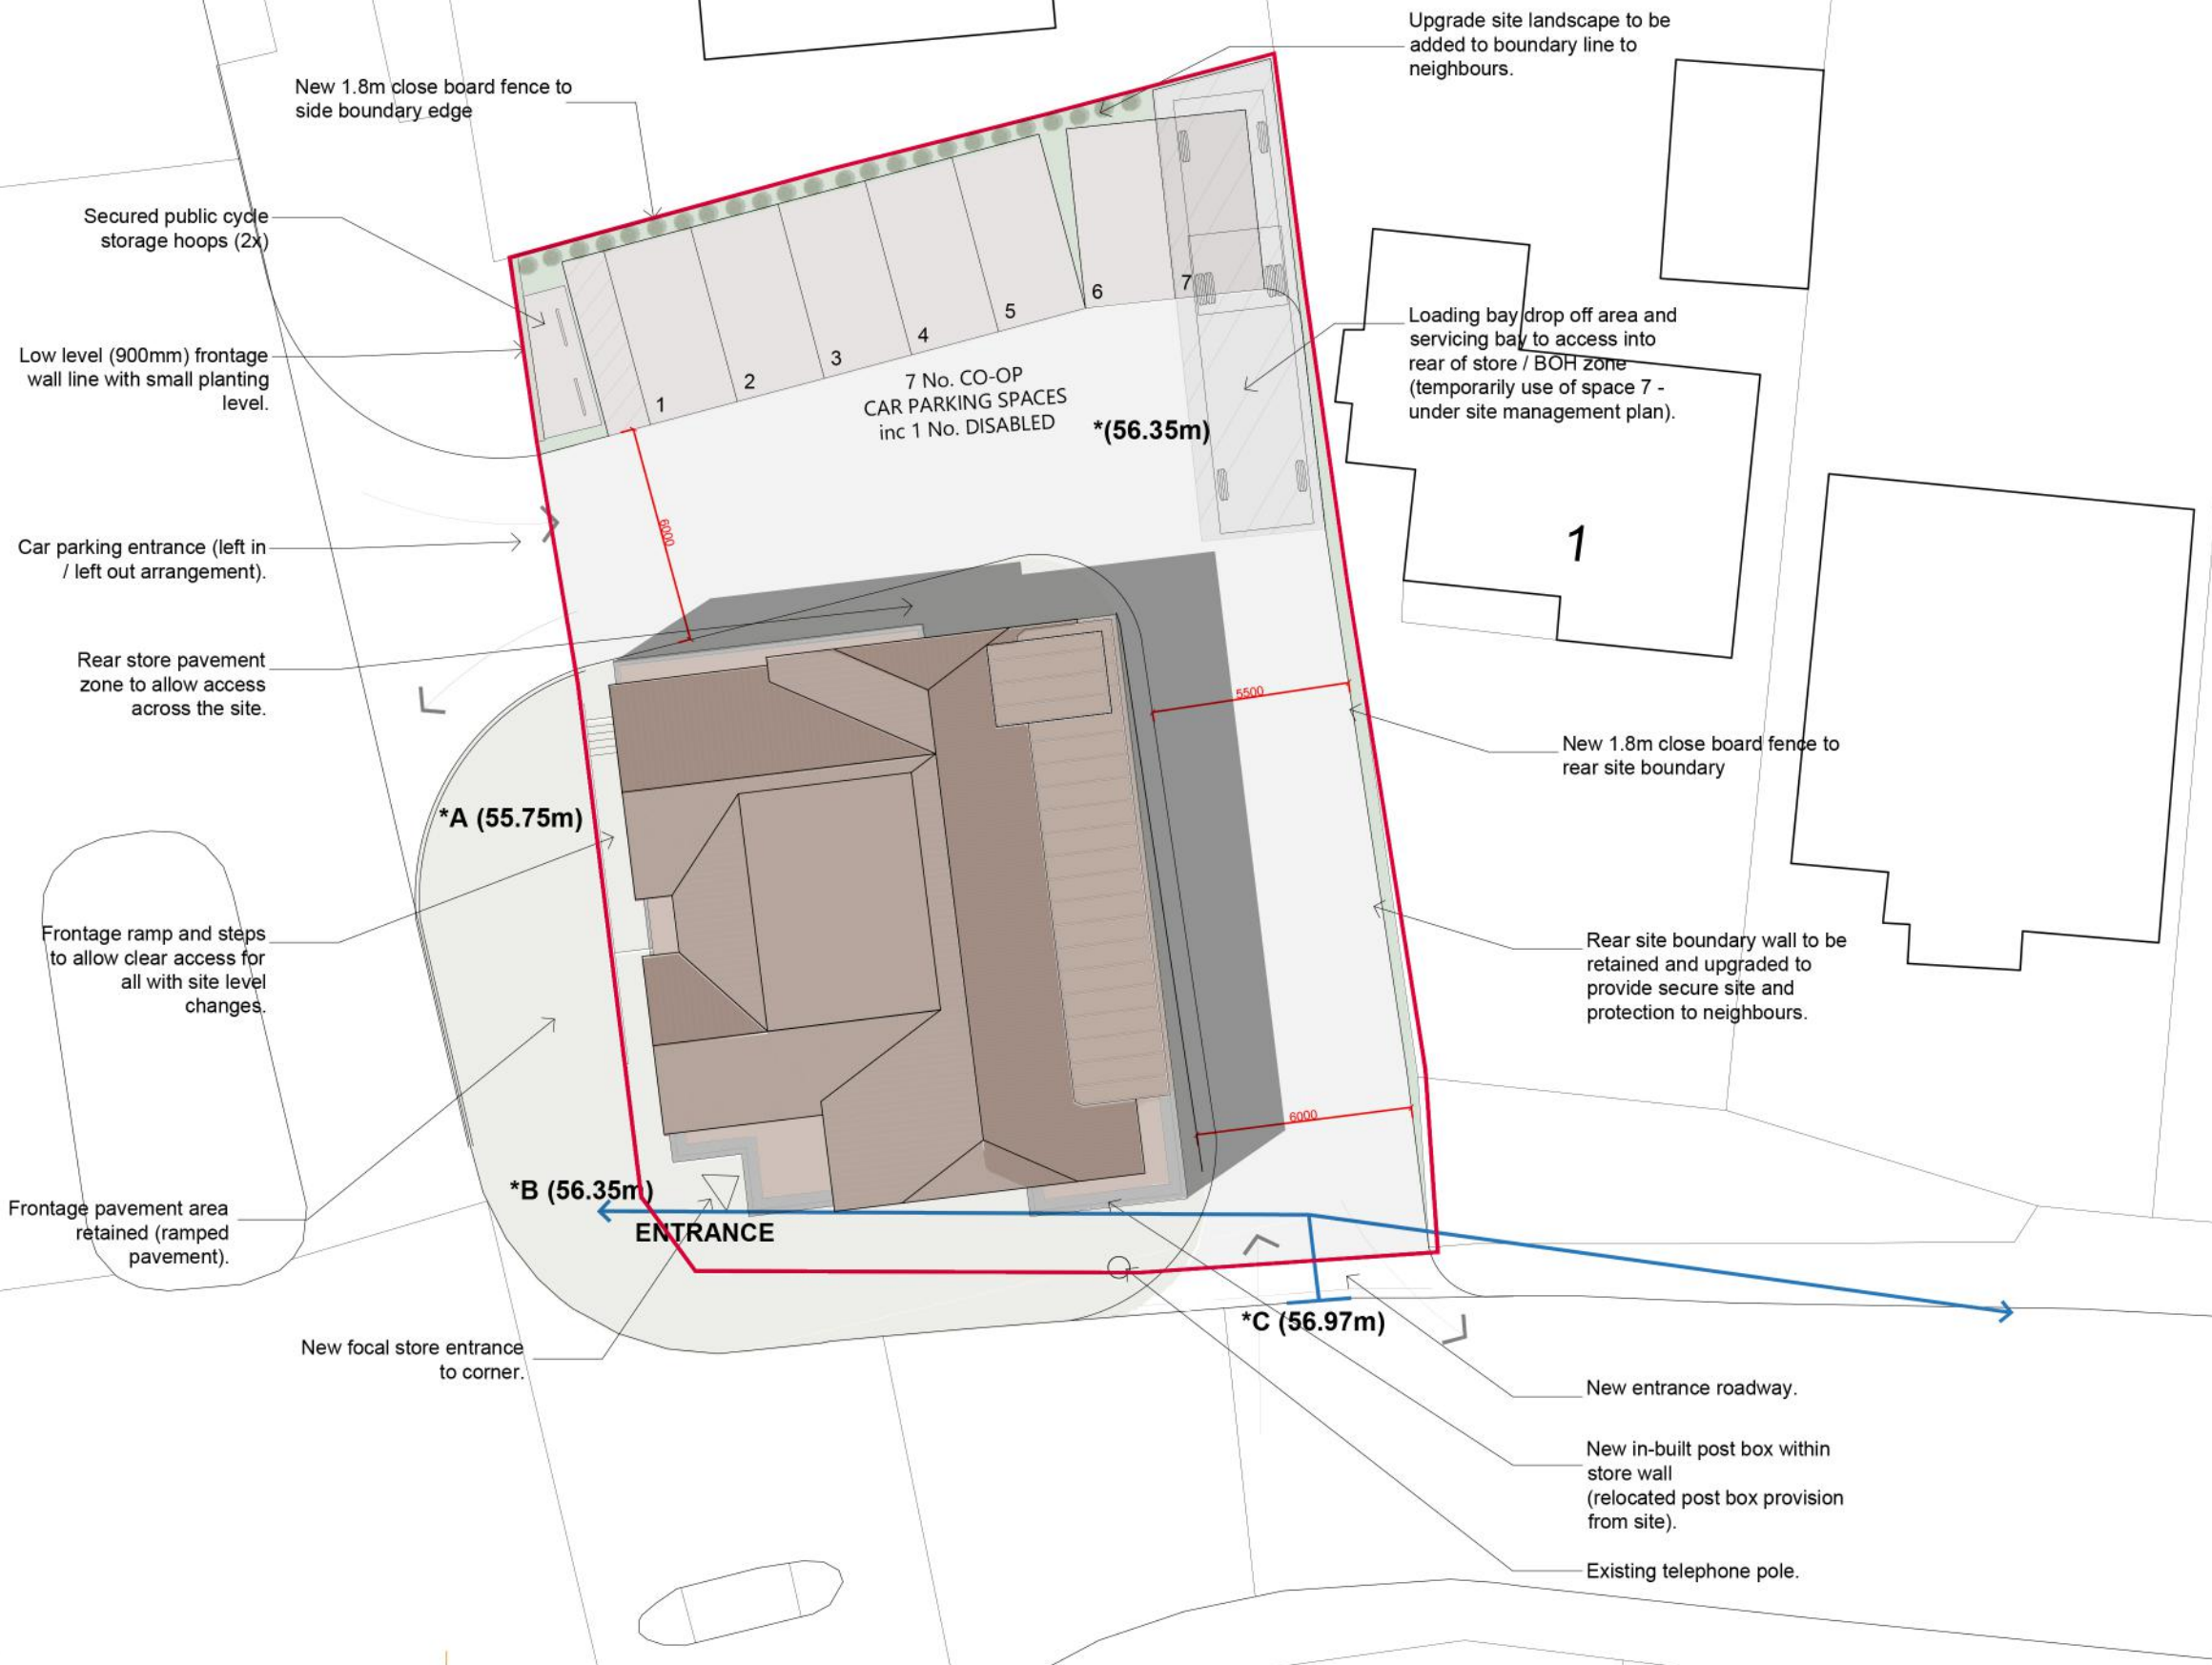 Upgrade site landscape to be
added to boundary line to
neighbours.
New 1.8m close board fence to
side boundary edge
Secured public cycle
storage hoops (2x)
Low level (900mm) frontage
wall line with small planting
level.
Car parking entrance (left in
/ left out arrangement).
Rear store pavement
zone to allow access
across the site.
1
2
3
4
5
6
7
7 No. CO-OP
CAR PARKING SPACES
inc 1 No. DISABLED
*(56.35m)
Loading bay drop off area and
servicing bay to access into
rear of store / BOH zone
(temporarily use of space 7 -
under site management plan).
1
6000
5500
New 1.8m close board fence to
rear site boundary
*A (55.75m)
Frontage ramp and steps
to allow clear access for
all with site level
changes.
Rear site boundary wall to be
retained and upgraded to
provide secure site and
protection to neighbours.
6000
*B (56.35m)
ENTRANCE
Frontage pavement area
retained (ramped
pavement).
*C (56.97m)
New focal store entrance
to corner.
New entrance roadway.
New in-built post box within
store wall
(relocated post box provision
from site).
Existing telephone pole.